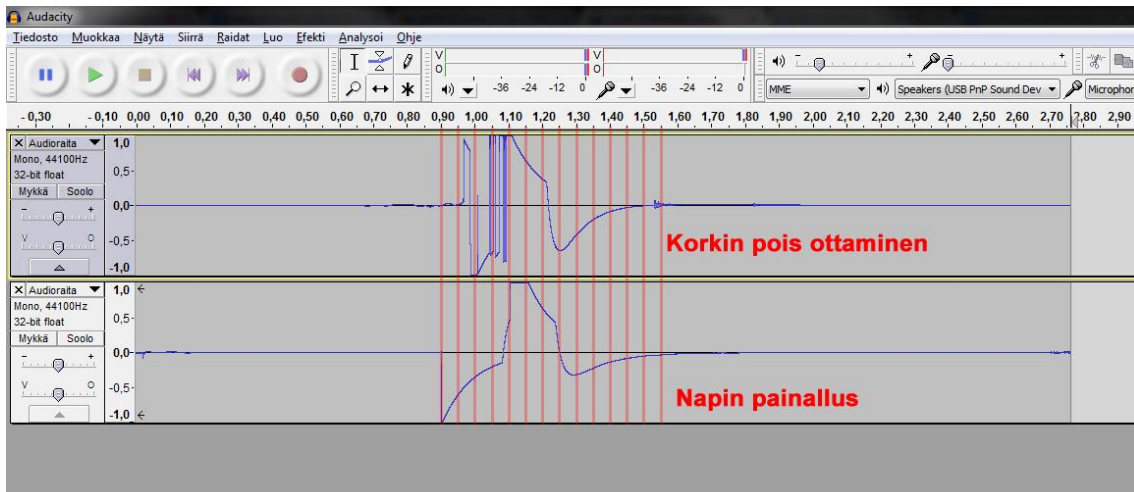 Audacity
Tiedosto Muokkaa Näytä Siirrä Raidat Luo Efekti Analysoi Ohje
V
O
-36 -24 -12 0
V
O
-36 -24 -12 0
- +
- +
MME
Speakers (USB PnP Sound Dev
Microphor
- 0,30 - 0,10 0,00 0,10 0,20 0,30 0,40 0,50 0,60 0,70 0,80 0,90 1,00 1,10 1,20 1,30 1,40 1,50 1,60 1,70 1,80 1,90 2,00 2,10 2,20 2,30 2,40 2,50 2,60 2,70 2,80 2,90
X Audioraita
Mono, 44100Hz
32-bit float
Mykkä Soolo
- +
V O
1,0
0,5
0,0
-0,5
-1,0
Korkin pois ottaminen
X Audioraita
Mono, 44100Hz
32-bit float
Mykkä Soolo
- +
V O
1,0
0,5
0,0
-0,5
-1,0
Napin painallus